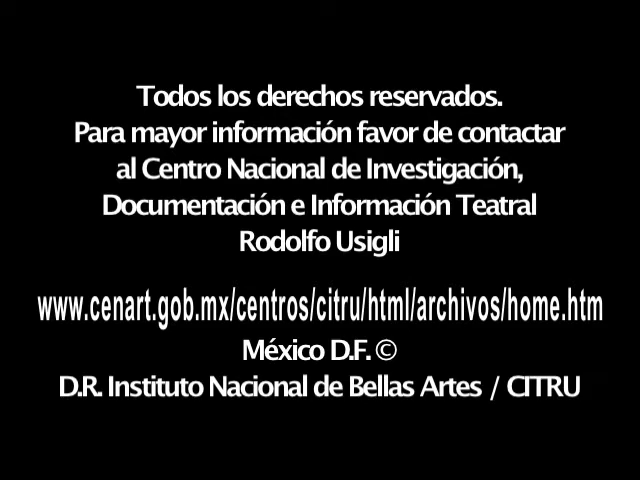 Todos los derechos reservados.
Para mayor información favor de contactar
al Centro Nacional de Investigación,
Documentación e Información Teatral
Rodolfo Usigli
www.cenart.gob.mx/centros/citru/html/archivos/home.htm
México D.F. ©
D.R. Instituto Nacional de Bellas Artes / CITRU